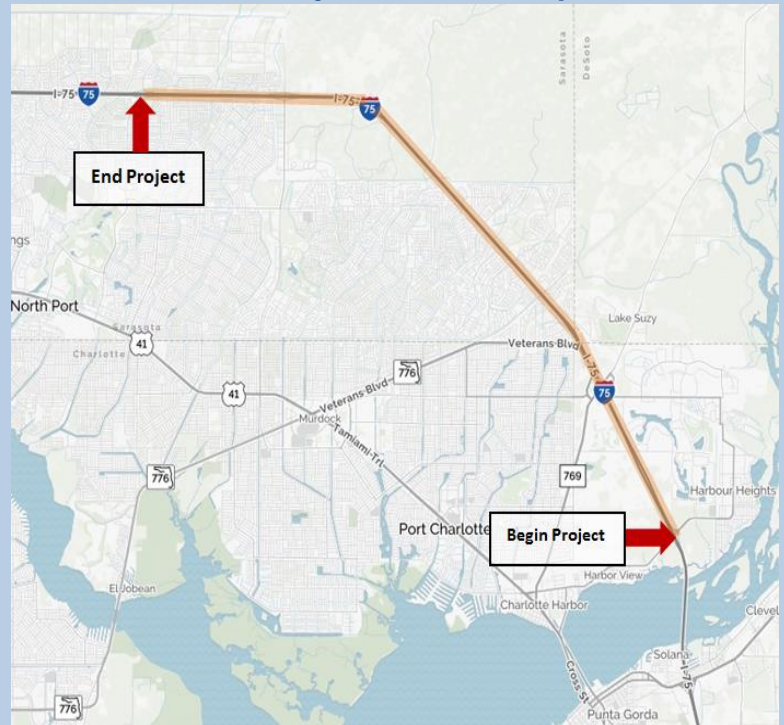 Sarasota
DeSoto
I-75
75
I-75
75
End Project
ngs
North Port
Sarasota
Charlotte
41
41
Lake Suzy
Veterans Blvd
776
Veterans Blvd
I-75
75
Murdock
Tamiami Trl
776
769
Harbour Heights
Port Charlotte
Begin Project
El Jobean
Harbor View
Charlotte Harbor
Clevel
Solana
I-75
Cross St
776
Punta Gorda